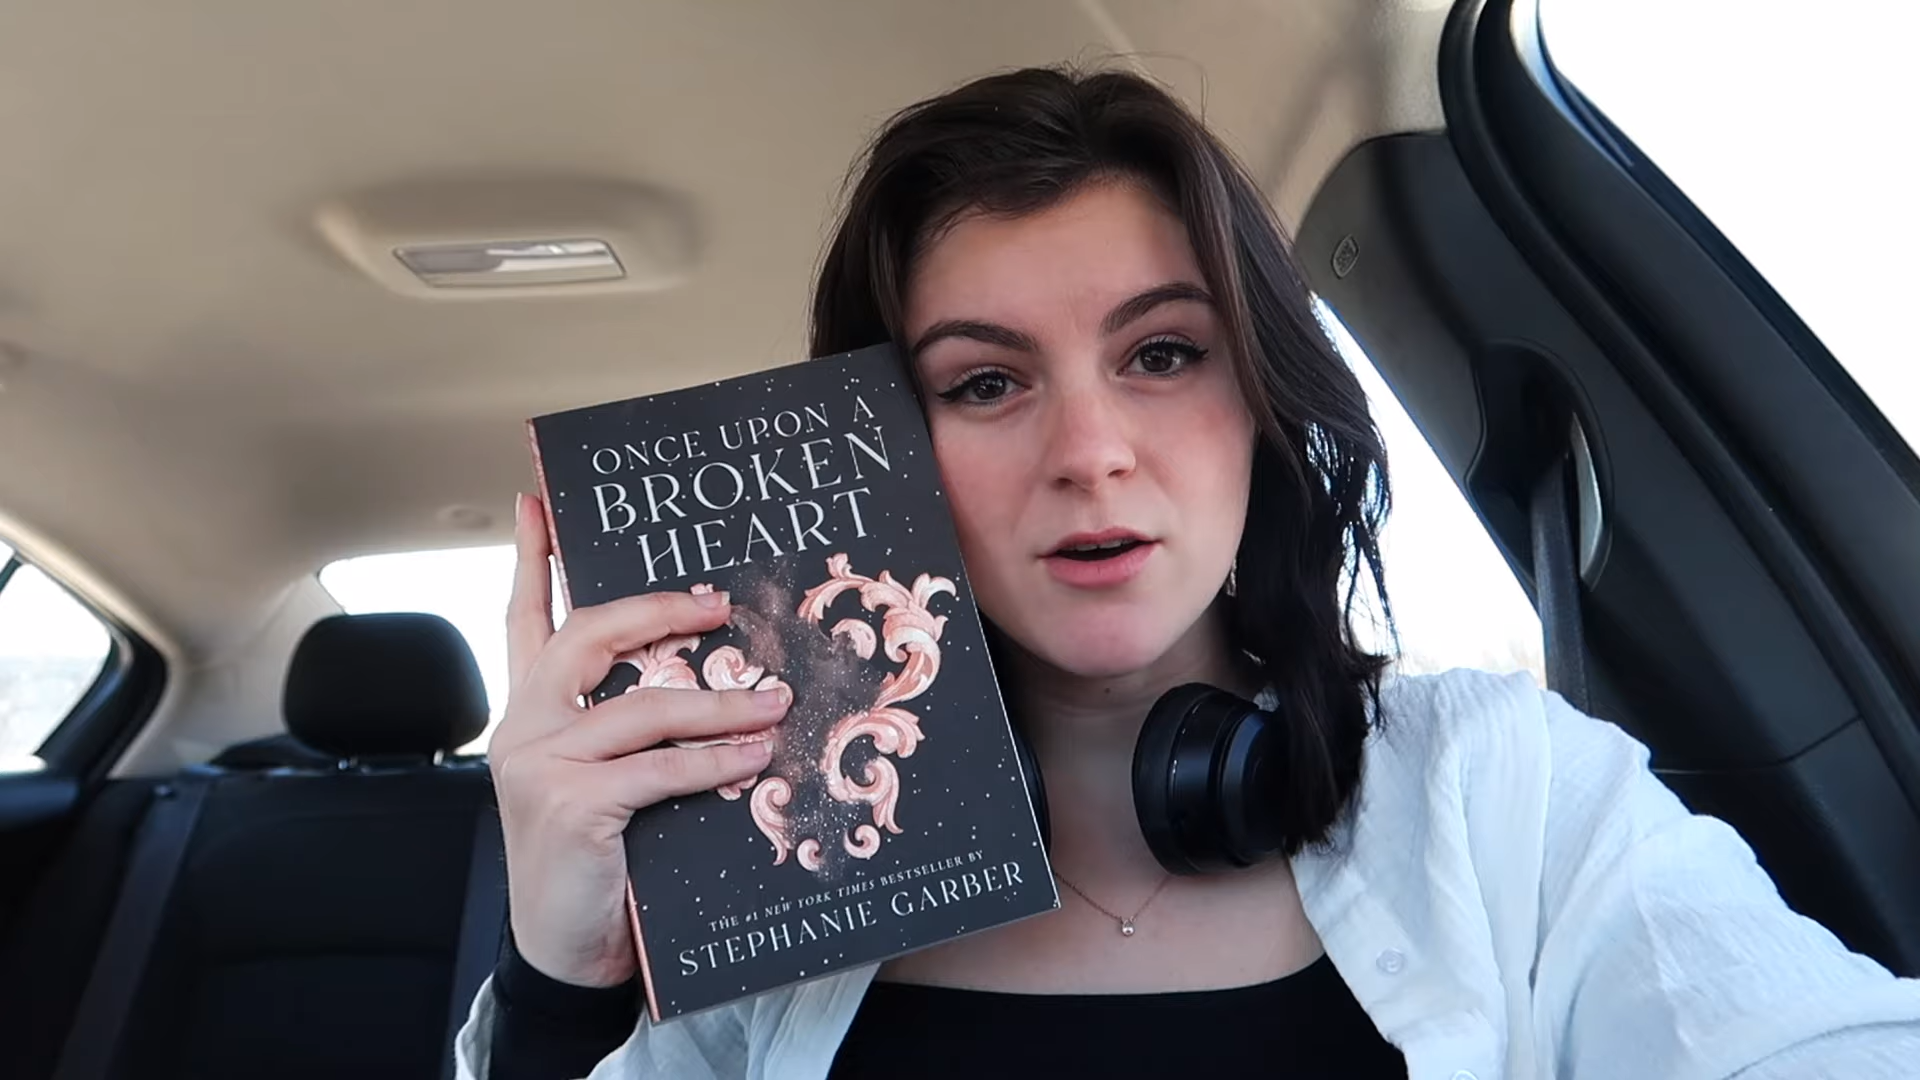 ONCE UPON A
BROKEN
HEART
THE #1 NEW YORK TIMES BESTSELLER BY
STEPHANIE GARBER